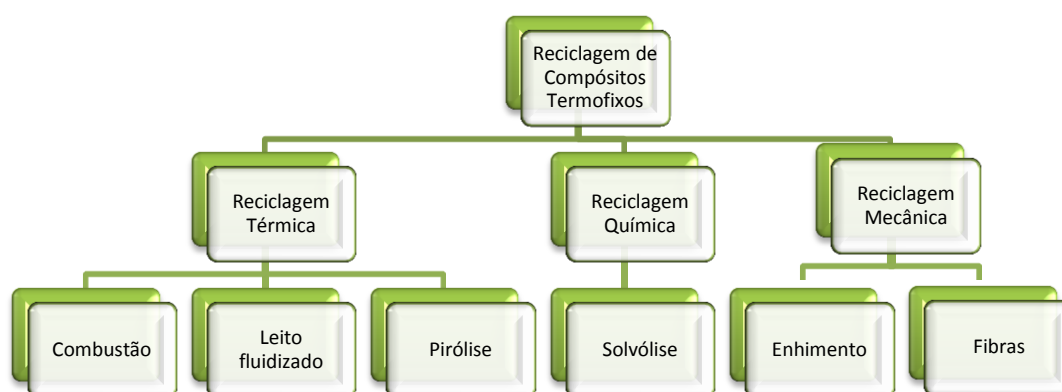 Reciclagem de
Compósitos
Termofixos
Reciclagem
Térmica
Reciclagem
Química
Reciclagem
Mecânica
Combustão
Leito
fluidizado
Pirólise
Solvólise
Enhimento
Fibras